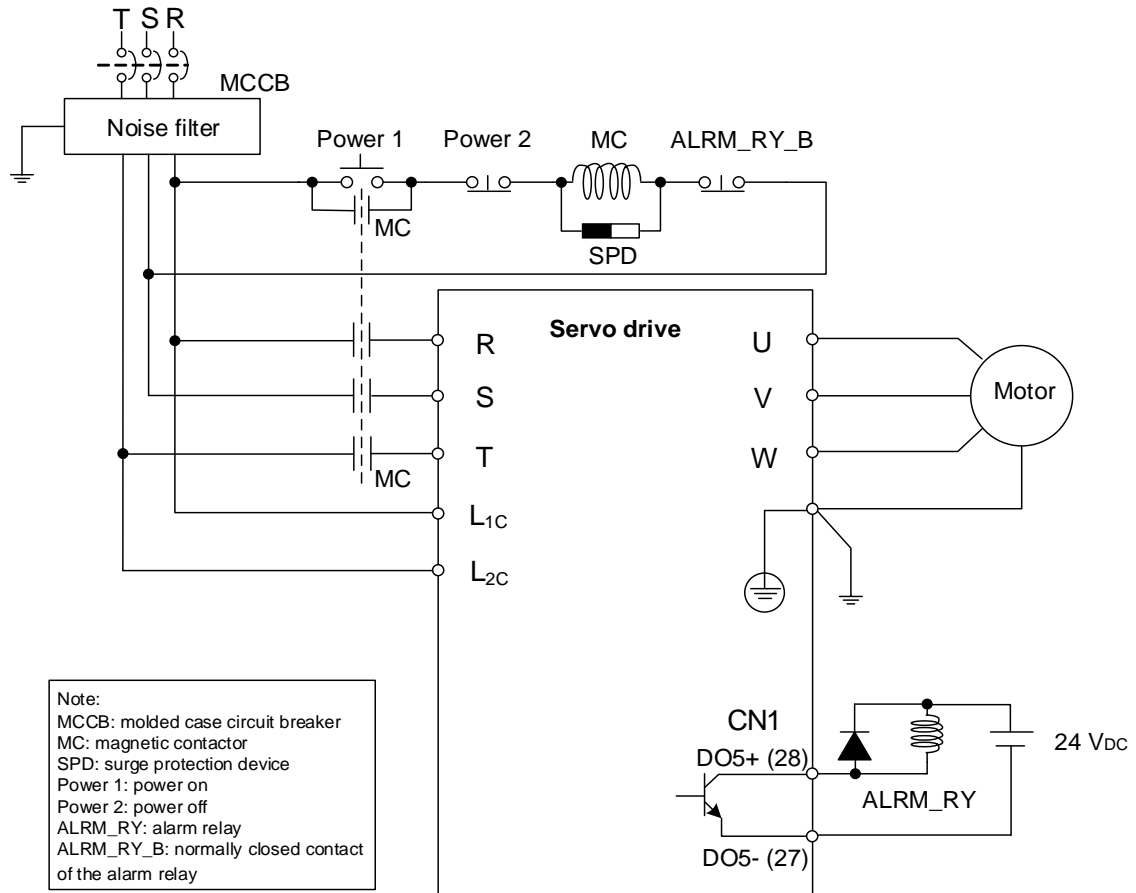 T S R
MCCB
Noise filter
Power 1
Power 2
MC
ALRM_RY_B
MC
SPD
Servo drive
R
U
S
V
Motor
T
W
MC
L1C
L2C
Note:
MCCB: molded case circuit breaker
MC: magnetic contactor
SPD: surge protection device
Power 1: power on
Power 2: power off
ALRM_RY: alarm relay
ALRM_RY_B: normally closed contact
of the alarm relay
CN1
DO5+ (28)
24 VDC
ALRM_RY
DO5- (27)